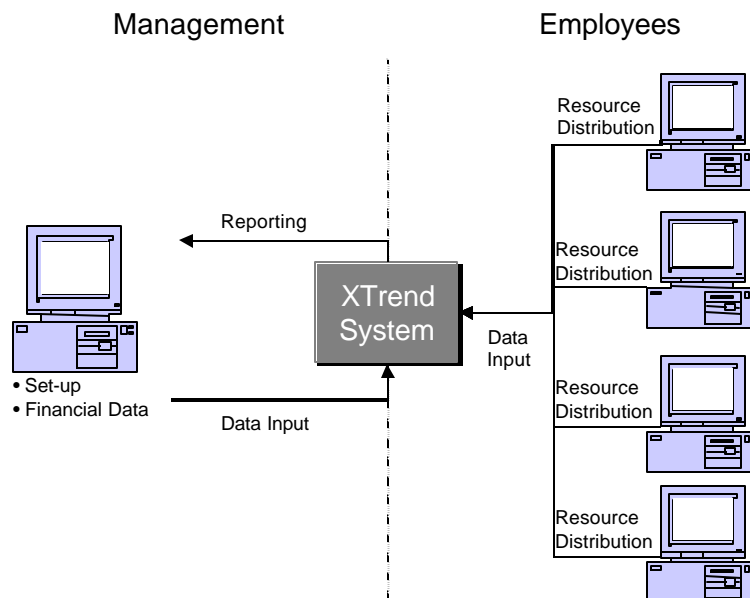 Management
Employees
Resource
Distribution
Reporting
Resource
Distribution
XTrend
System
Data
Input
• Set-up
• Financial Data
Data Input
Resource
Distribution
Resource
Distribution